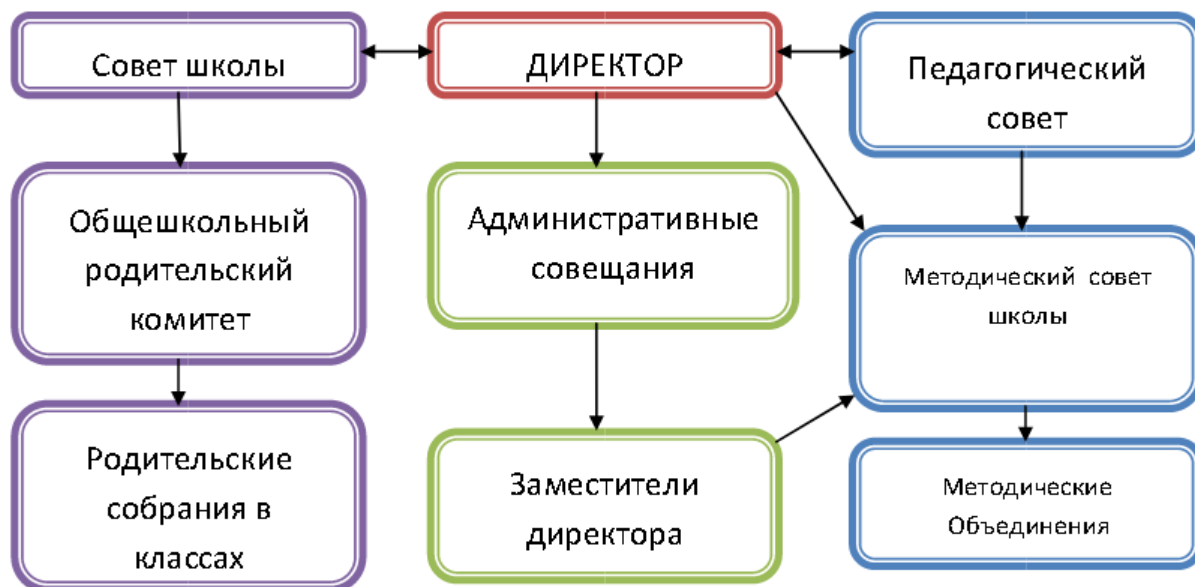 Совет школы
ДИРЕКТОР
Педагогический
совет
Общешкольный
родительский
комитет
Административные
совещания
Методический совет
школы
Родительские
собрания в
классах
Заместители
директора
Методические
Объединения